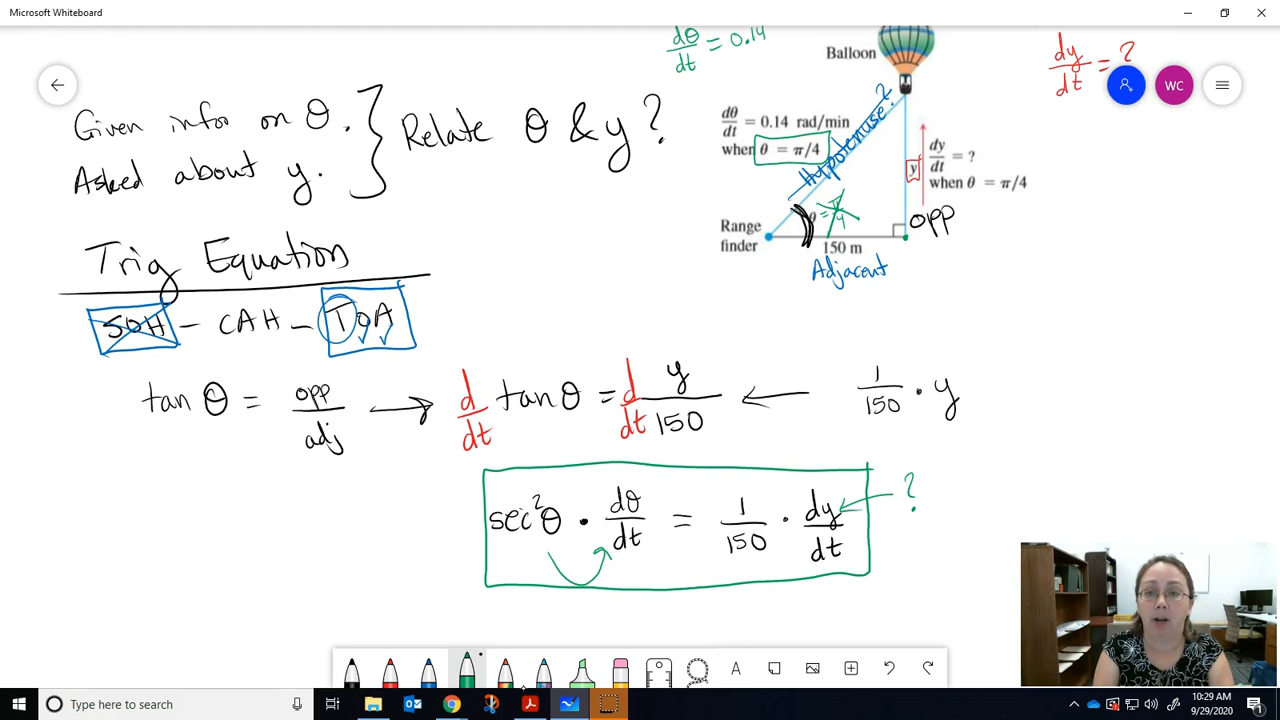 Microsoft Whiteboard
dθ/dt = 0.14
dy/dt = ?
Balloon
WC
Given info on θ.
Asked about y.
Relate θ & y?
dθ/dt = 0.14 rad/min
when θ = π/4
Hypotenuse?
y
dy/dt = ?
when θ = π/4
θ = π/4
opp
Range
finder
150 m
Adjacent
Trig Equation
SOH - CAH - TOA
tan θ = opp/adj → d/dt tan θ = d/dt y/150 ← 1/150 · y
sec²θ · dθ/dt = 1/150 · dy/dt ?
A
Type here to search
10:29 AM
9/29/2020